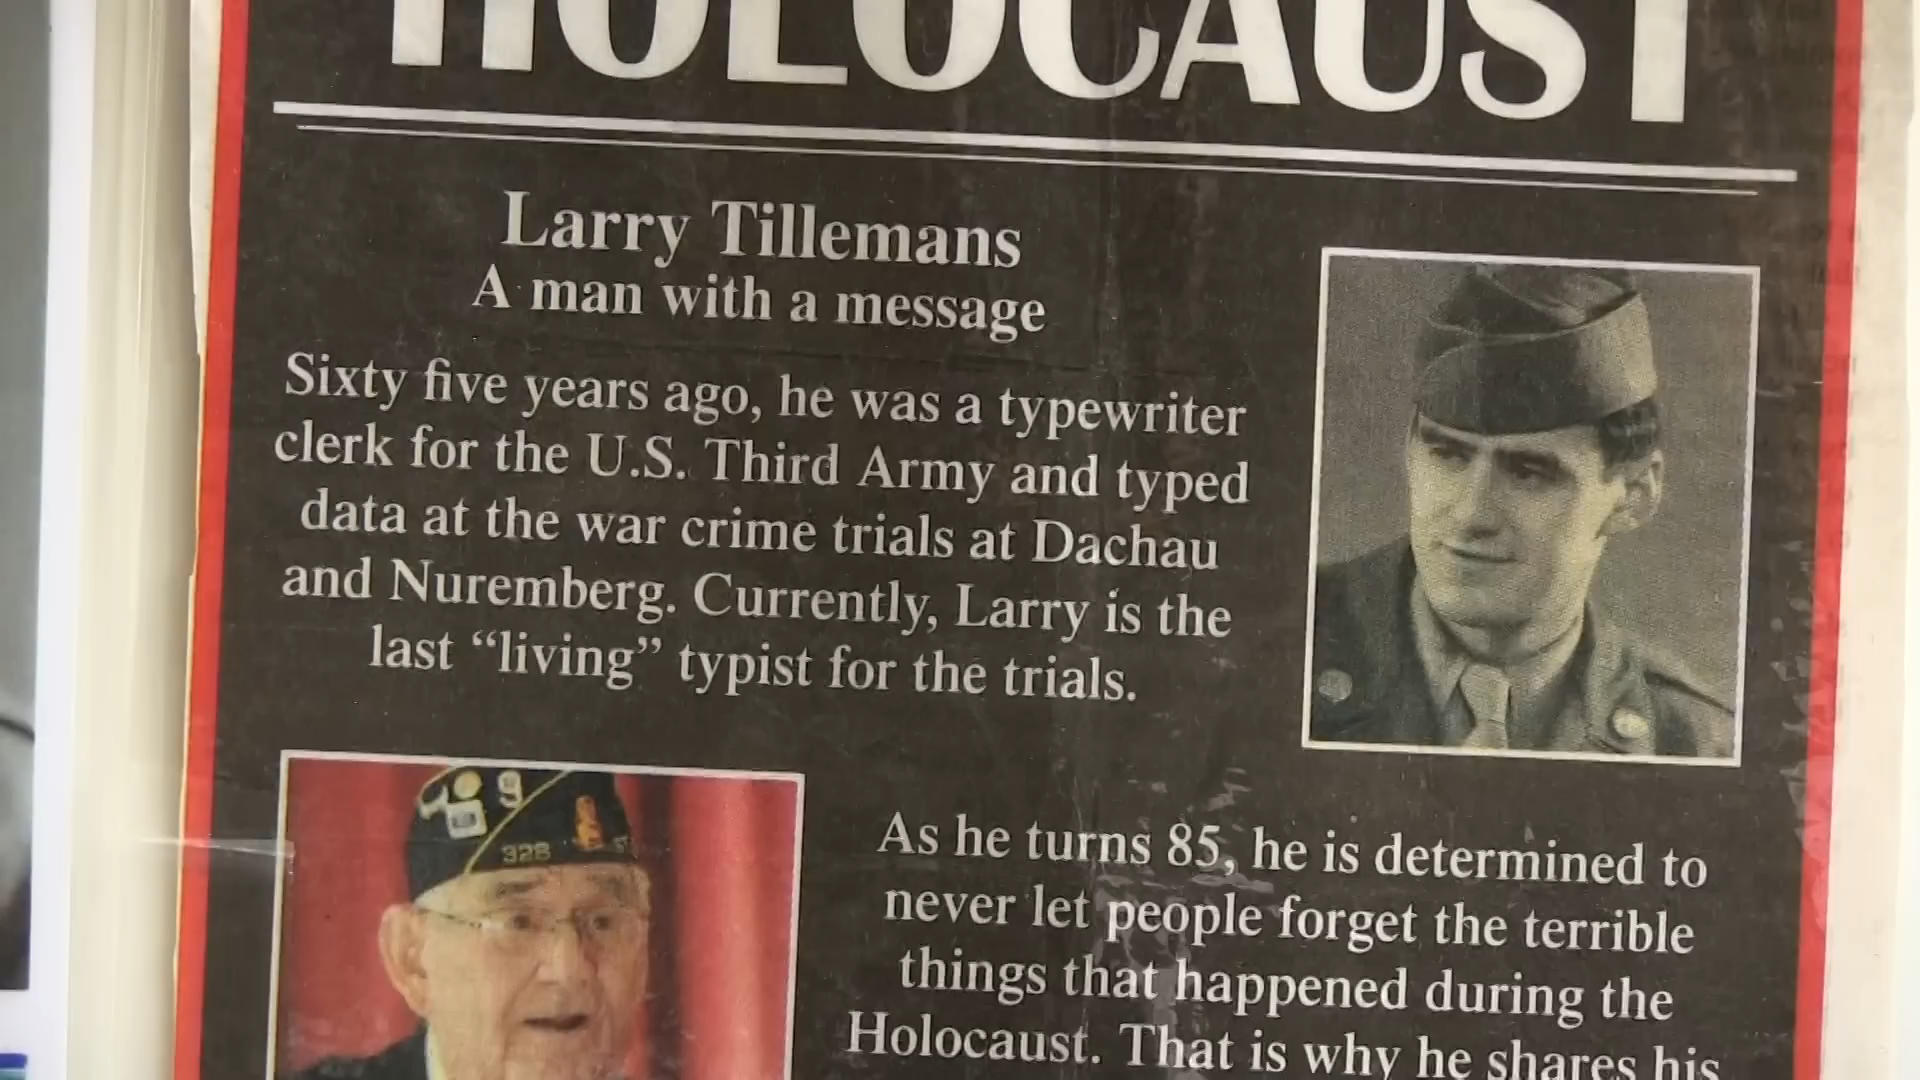 HOLOCAUST
Larry Tillemans
A man with a message
Sixty five years ago, he was a typewriter
clerk for the U.S. Third Army and typed
data at the war crime trials at Dachau
and Nuremberg. Currently, Larry is the
last “living” typist for the trials.
328
As he turns 85, he is determined to
never let people forget the terrible
things that happened during the
Holocaust. That is why he shares his